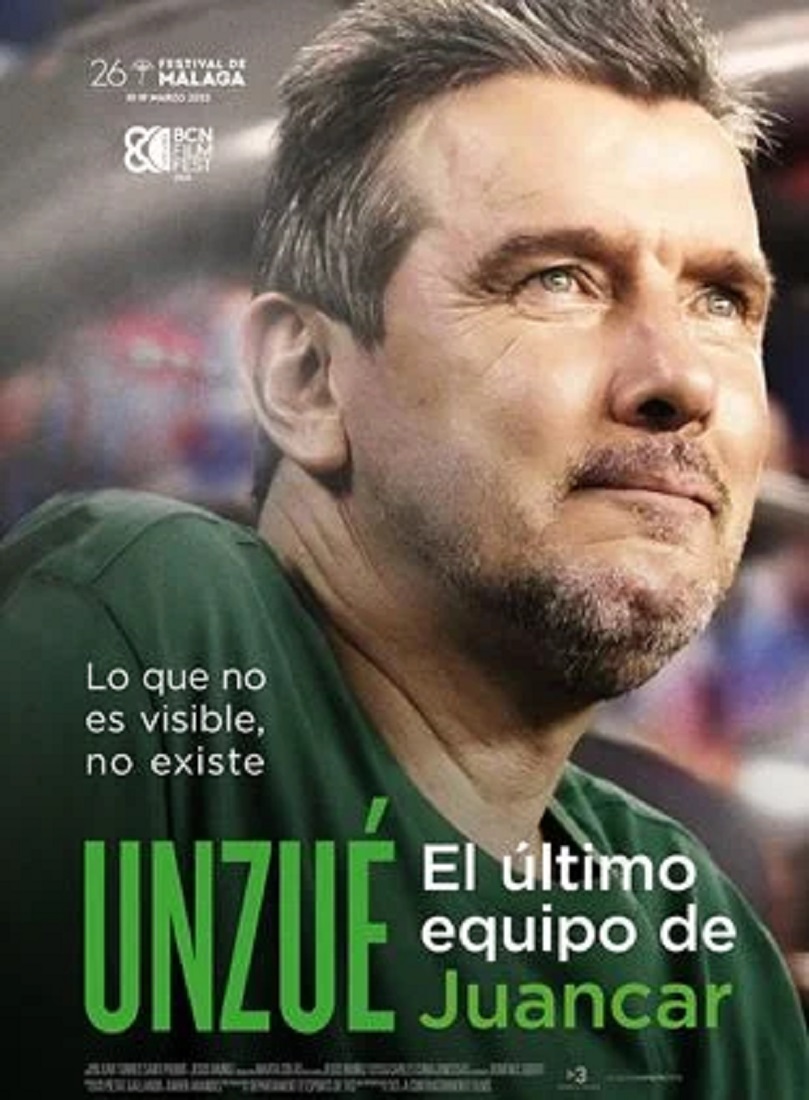 26 FESTIVAL DE
MÁLAGA
BCN
FILM
FEST
Lo que no
es visible,
no existe
UNZUÉ
El último
equipo de
Juancar